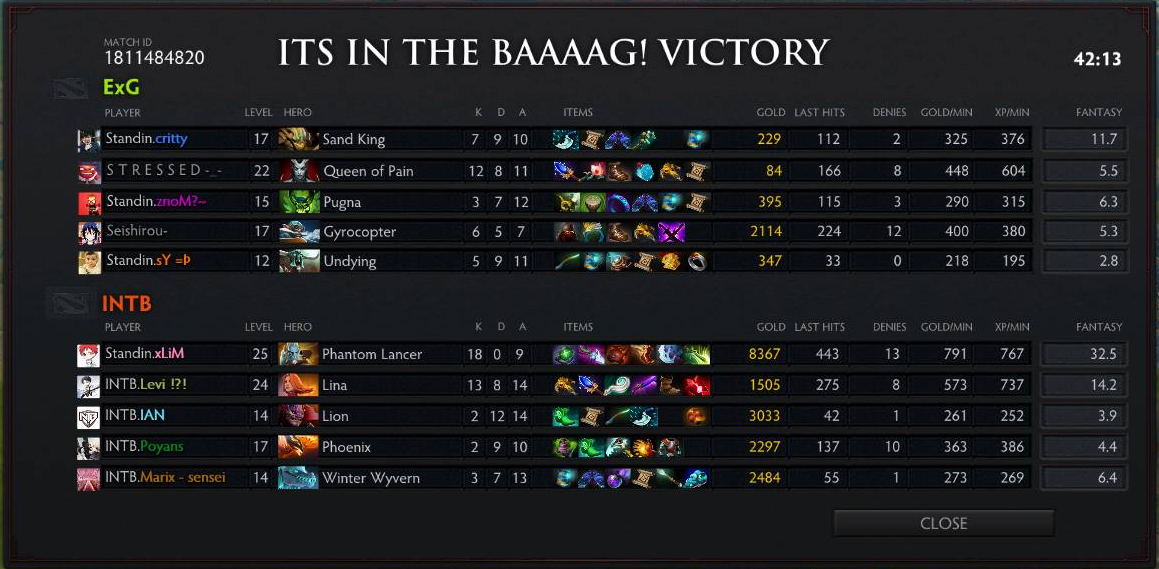 MATCH ID
1811484820
ITS IN THE BAAAAG! VICTORY
42:13
ExG
PLAYER LEVEL HERO K D A ITEMS GOLD LAST HITS DENIES GOLD/MIN XP/MIN FANTASY
Standin.critty 17 Sand King 7 9 10 229 112 2 325 376 11.7
S T R E S S E D -_- 22 Queen of Pain 12 8 11 84 166 8 448 604 5.5
Standin.znoM?~ 15 Pugna 3 7 12 395 115 3 290 315 6.3
Seishirou- 17 Gyrocopter 6 5 7 2114 224 12 400 380 5.3
Standin.sY =Þ 12 Undying 5 9 11 347 33 0 218 195 2.8
INTB
PLAYER LEVEL HERO K D A ITEMS GOLD LAST HITS DENIES GOLD/MIN XP/MIN FANTASY
Standin.xLiM 25 Phantom Lancer 18 0 9 8367 443 13 791 767 32.5
INTB.Levi !?! 24 Lina 13 8 14 1505 275 8 573 737 14.2
INTB.IAN 14 Lion 2 12 14 3033 42 1 261 252 3.9
INTB.Poyans 17 Phoenix 2 9 10 2297 137 10 363 386 4.4
INTB.Marix - sensei 14 Winter Wyvern 3 7 13 2484 55 1 273 269 6.4
CLOSE